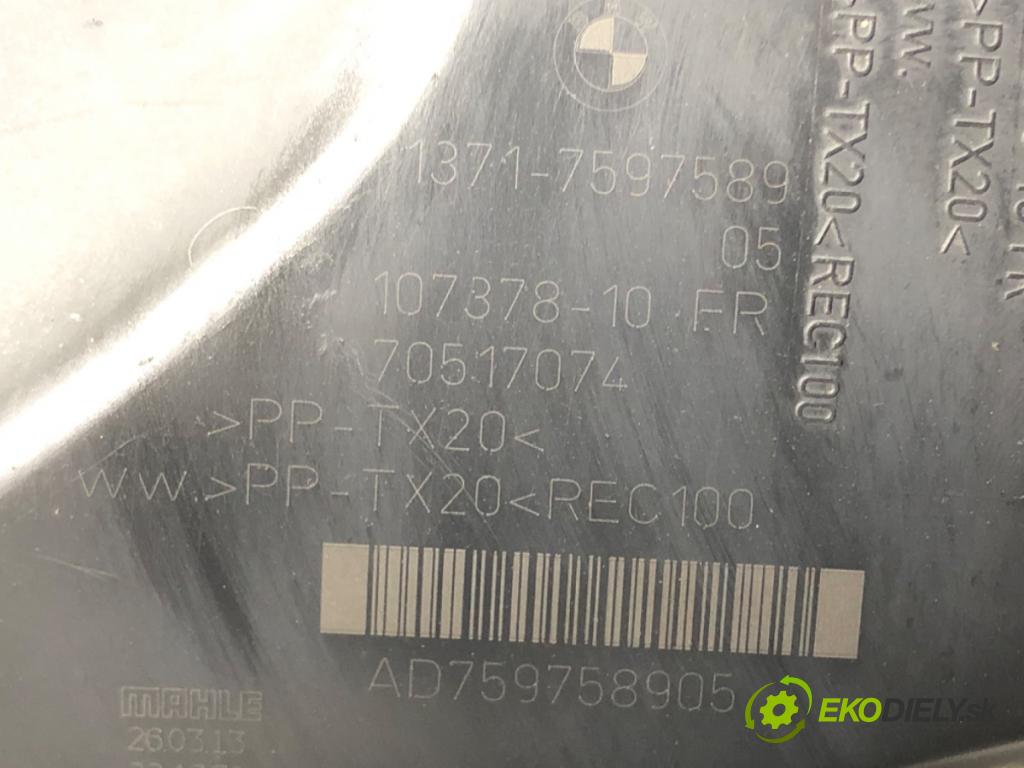 BMW
1371-7597589
05
107378-10 FR
70517074
>PP-TX20<
W.W.>PP-TX20<REC100
AD759758905
MAHLE
26.03.13
>PP-TX20<REC100
WW.
>PP-TX20<
EKODIELY.sk